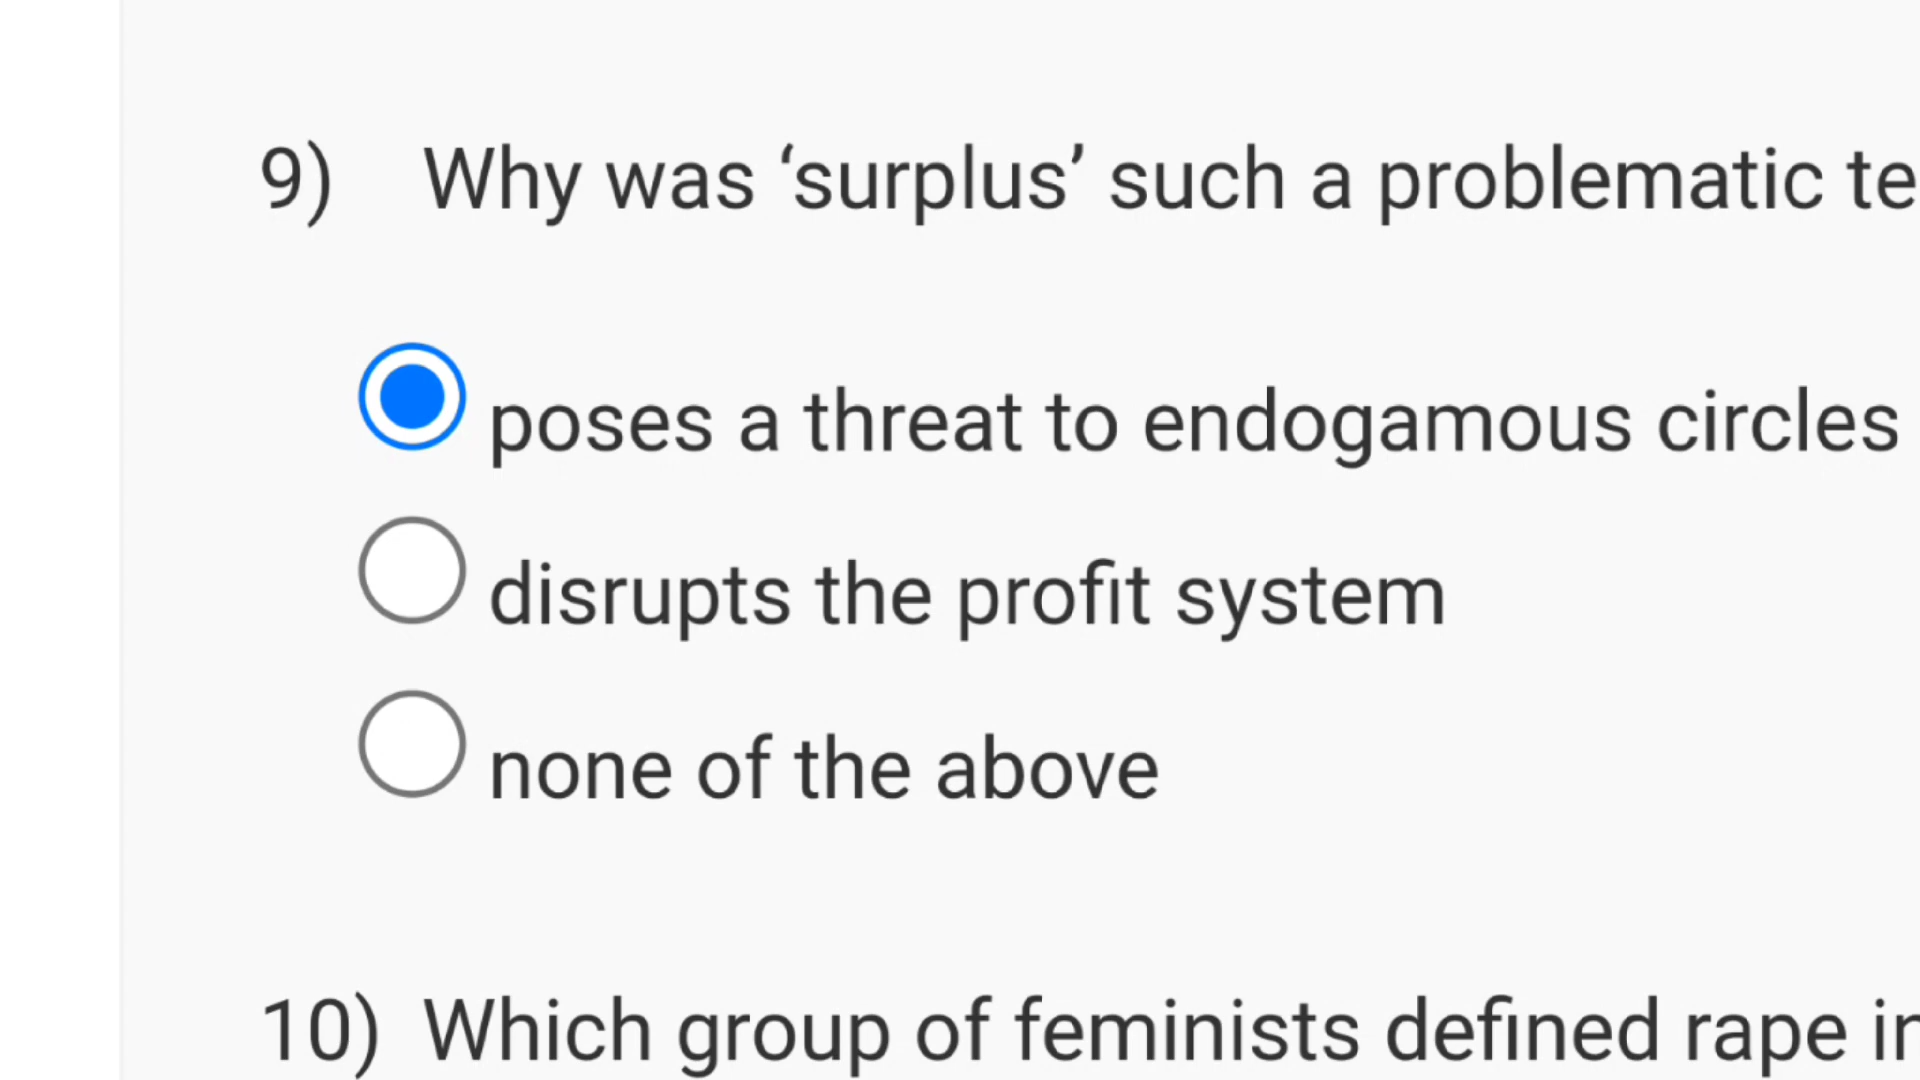 9) Why was ‘surplus’ such a problematic te
poses a threat to endogamous circles
disrupts the profit system
none of the above
10) Which group of feminists defined rape in